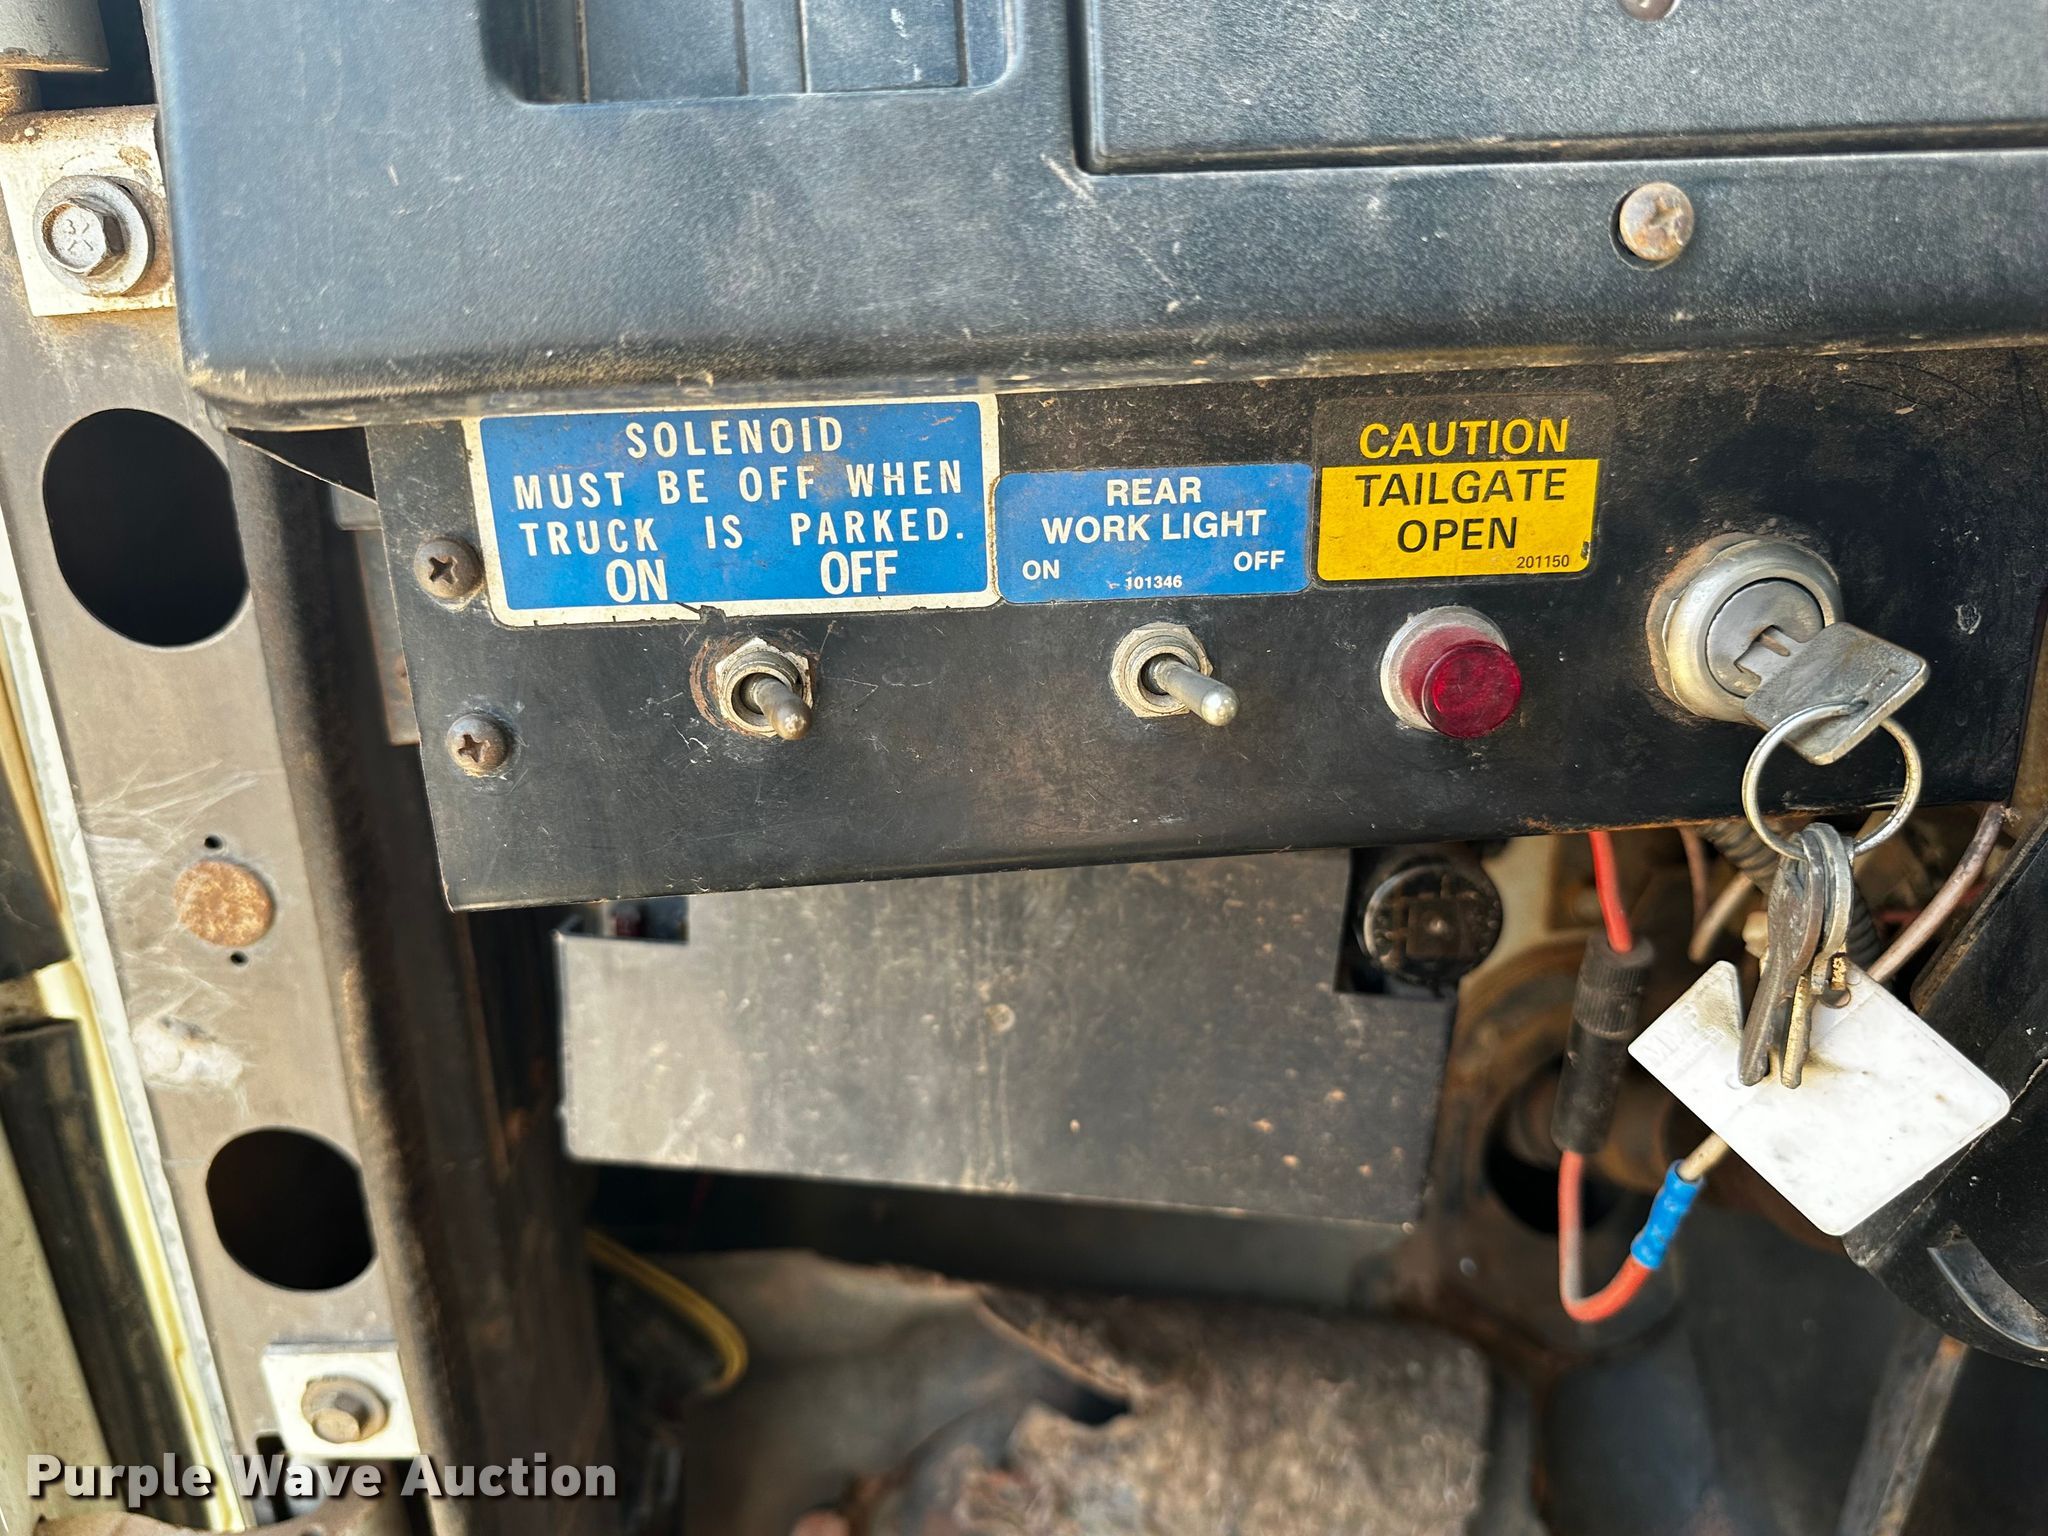 SOLENOID
MUST BE OFF WHEN
TRUCK IS PARKED.
ON OFF
REAR
WORK LIGHT
ON OFF
101346
CAUTION
TAILGATE
OPEN
201150
Purple Wave Auction